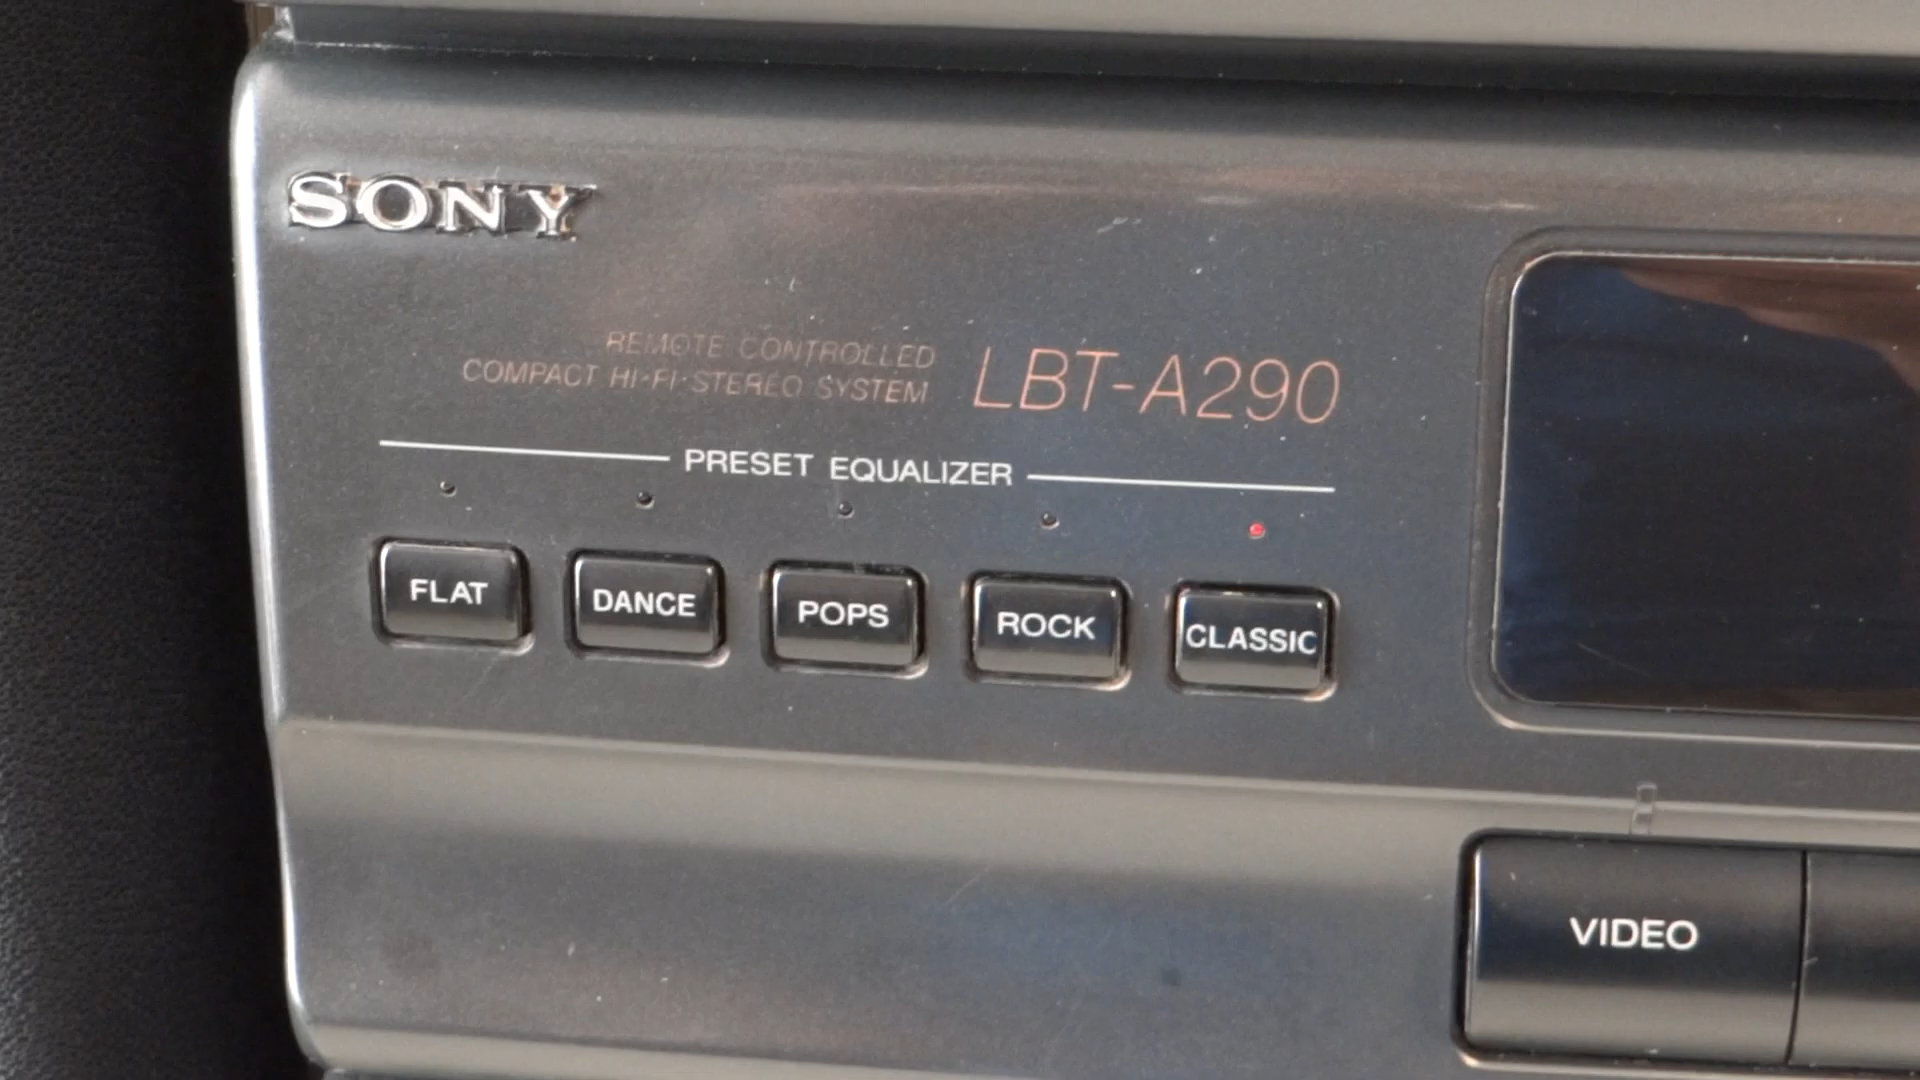 SONY
REMOTE CONTROLLED
COMPACT HI-FI STEREO SYSTEM
LBT-A290
PRESET EQUALIZER
FLAT
DANCE
POPS
ROCK
CLASSIC
VIDEO